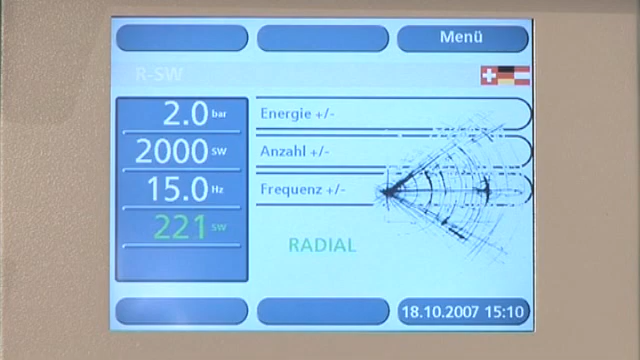 Menü
R-SW
2.0 bar
Energie +/-
2000 SW
Anzahl +/-
15.0 Hz
Frequenz +/-
221 SW
RADIAL
18.10.2007 15:10